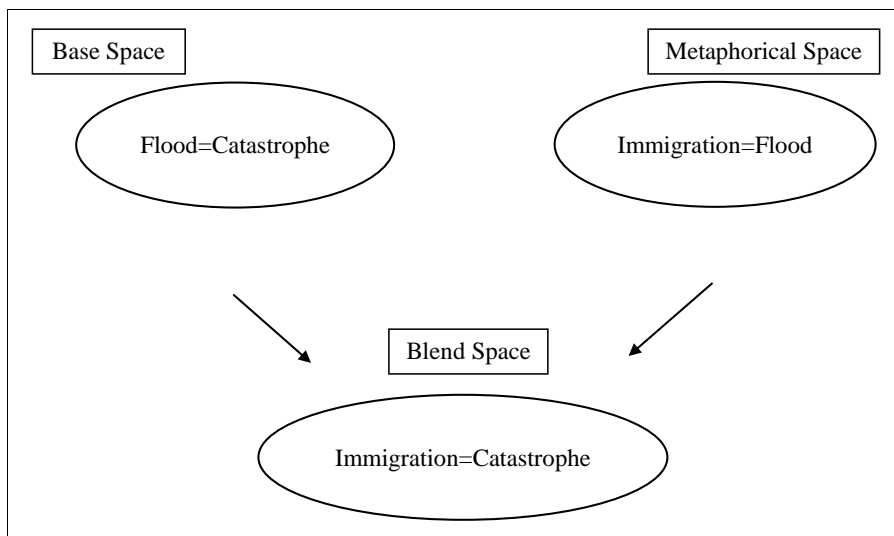 Base Space
Metaphorical Space
Flood=Catastrophe
Immigration=Flood
Blend Space
Immigration=Catastrophe